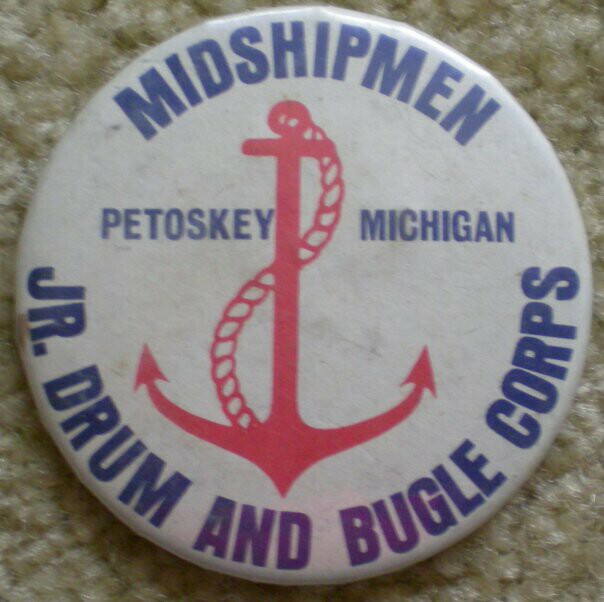 MIDSHIPMEN
PETOSKEY MICHIGAN
JR. DRUM AND BUGLE CORPS